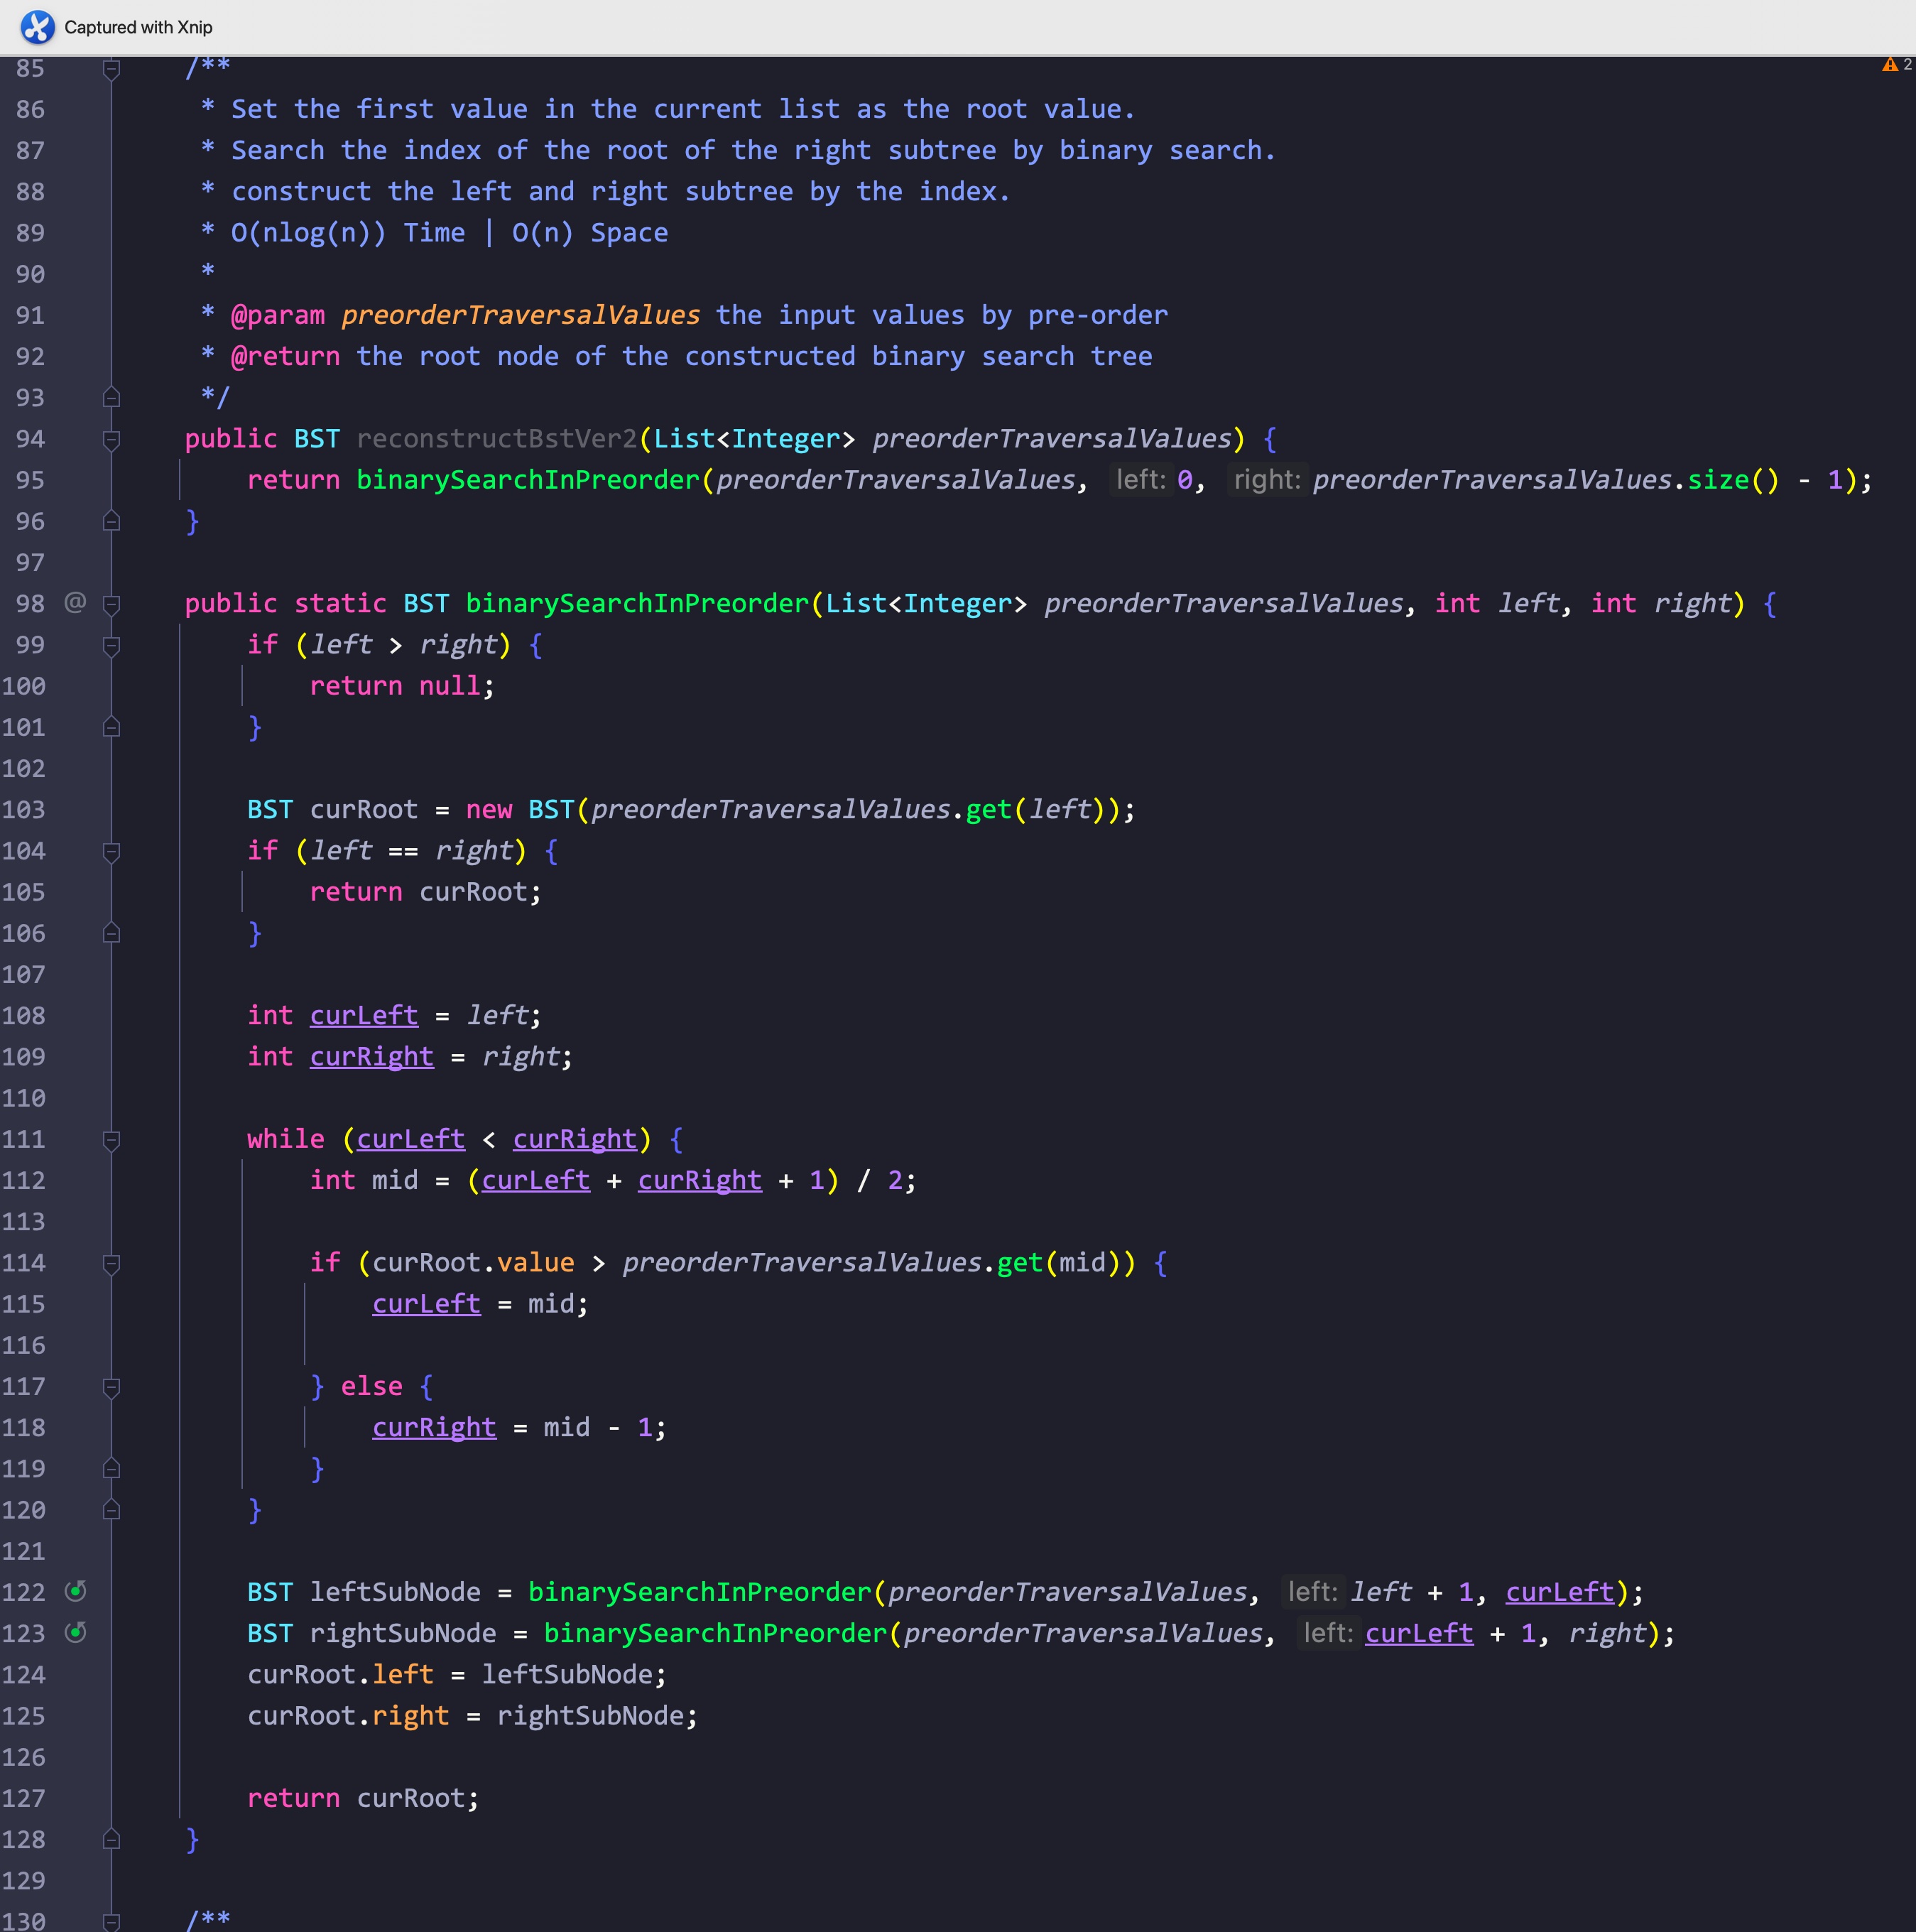 Captured with Xnip
85 /** 2
86 * Set the first value in the current list as the root value.
87 * Search the index of the root of the right subtree by binary search.
88 * construct the left and right subtree by the index.
89 * O(nlog(n)) Time | O(n) Space
90 *
91 * @param preorderTraversalValues the input values by pre-order
92 * @return the root node of the constructed binary search tree
93 */
94 public BST reconstructBstVer2(List<Integer> preorderTraversalValues) {
95 return binarySearchInPreorder(preorderTraversalValues, left: 0, right: preorderTraversalValues.size() - 1);
96 }
97
98 @ public static BST binarySearchInPreorder(List<Integer> preorderTraversalValues, int left, int right) {
99 if (left > right) {
100 return null;
101 }
102
103 BST curRoot = new BST(preorderTraversalValues.get(left));
104 if (left == right) {
105 return curRoot;
106 }
107
108 int curLeft = left;
109 int curRight = right;
110
111 while (curLeft < curRight) {
112 int mid = (curLeft + curRight + 1) / 2;
113
114 if (curRoot.value > preorderTraversalValues.get(mid)) {
115 curLeft = mid;
116
117 } else {
118 curRight = mid - 1;
119 }
120 }
121
122 BST leftSubNode = binarySearchInPreorder(preorderTraversalValues, left: left + 1, curLeft);
123 BST rightSubNode = binarySearchInPreorder(preorderTraversalValues, left: curLeft + 1, right);
124 curRoot.left = leftSubNode;
125 curRoot.right = rightSubNode;
126
127 return curRoot;
128 }
129
130 /**